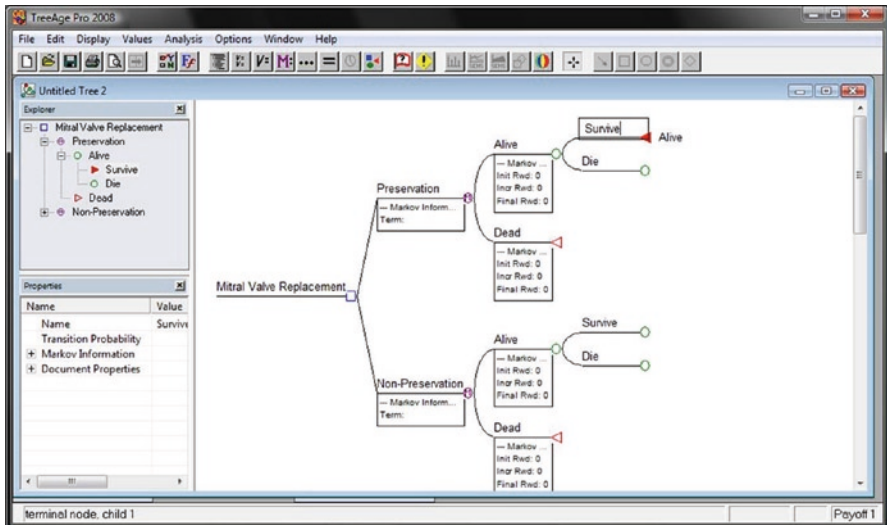 TreeAge Pro 2008
File Edit Display Values Analysis Options Window Help
Untitled Tree 2
Explorer
Mitral Valve Replacement
Preservation
Alive
Survive
Die
Dead
Non-Preservation
Properties
Name Value
Name Survive
Transition Probability
Markov Information
Document Properties
Mitral Valve Replacement
Preservation
--- Markov Inform...
Term:
Alive
--- Markov ...
Init Rwd: 0
Incr Rwd: 0
Final Rwd: 0
Survive
Alive
Die
Dead
--- Markov ...
Init Rwd: 0
Incr Rwd: 0
Final Rwd: 0
Non-Preservation
--- Markov Inform...
Term:
Alive
--- Markov ...
Init Rwd: 0
Incr Rwd: 0
Final Rwd: 0
Survive
Die
Dead
--- Markov ...
Init Rwd: 0
Incr Rwd: 0
Final Rwd: 0
terminal node, child 1
Payoff 1